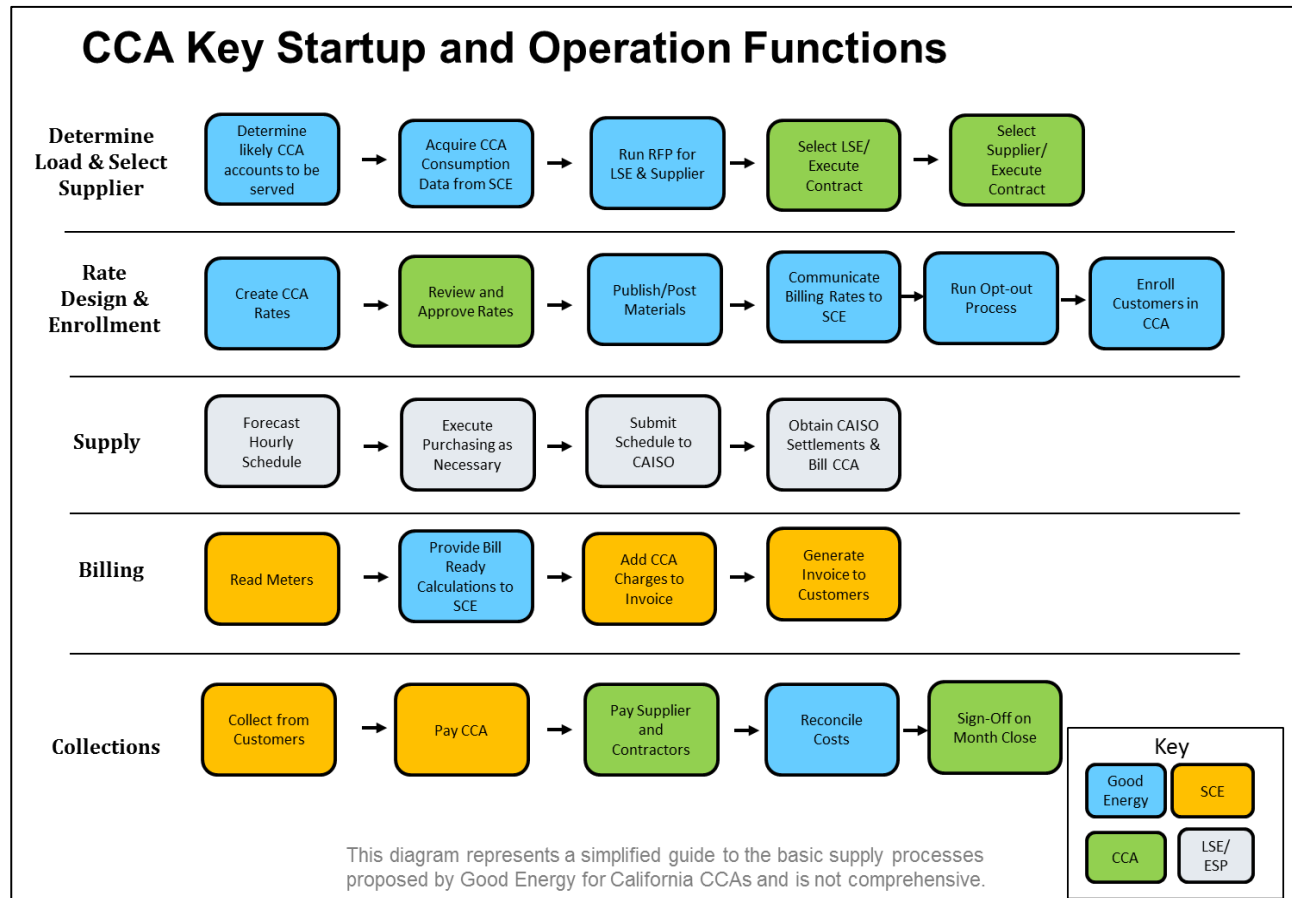 CCA Key Startup and Operation Functions
Determine
Load & Select
Supplier
Determine
likely CCA
accounts to be
served
Acquire CCA
Consumption
Data from SCE
Run RFP for
LSE & Supplier
Select LSE/
Execute
Contract
Select
Supplier/
Execute
Contract
Rate
Design &
Enrollment
Create CCA
Rates
Review and
Approve Rates
Publish/Post
Materials
Communicate
Billing Rates to
SCE
Run Opt-out
Process
Enroll
Customers in
CCA
Supply
Forecast
Hourly
Schedule
Execute
Purchasing as
Necessary
Submit
Schedule to
CAISO
Obtain CAISO
Settlements &
Bill CCA
Billing
Read Meters
Provide Bill
Ready
Calculations to
SCE
Add CCA
Charges to
Invoice
Generate
Invoice to
Customers
Collections
Collect from
Customers
Pay CCA
Pay Supplier
and
Contractors
Reconcile
Costs
Sign-Off on
Month Close
Key
Good
Energy
SCE
CCA
LSE/
ESP
This diagram represents a simplified guide to the basic supply processes
proposed by Good Energy for California CCAs and is not comprehensive.